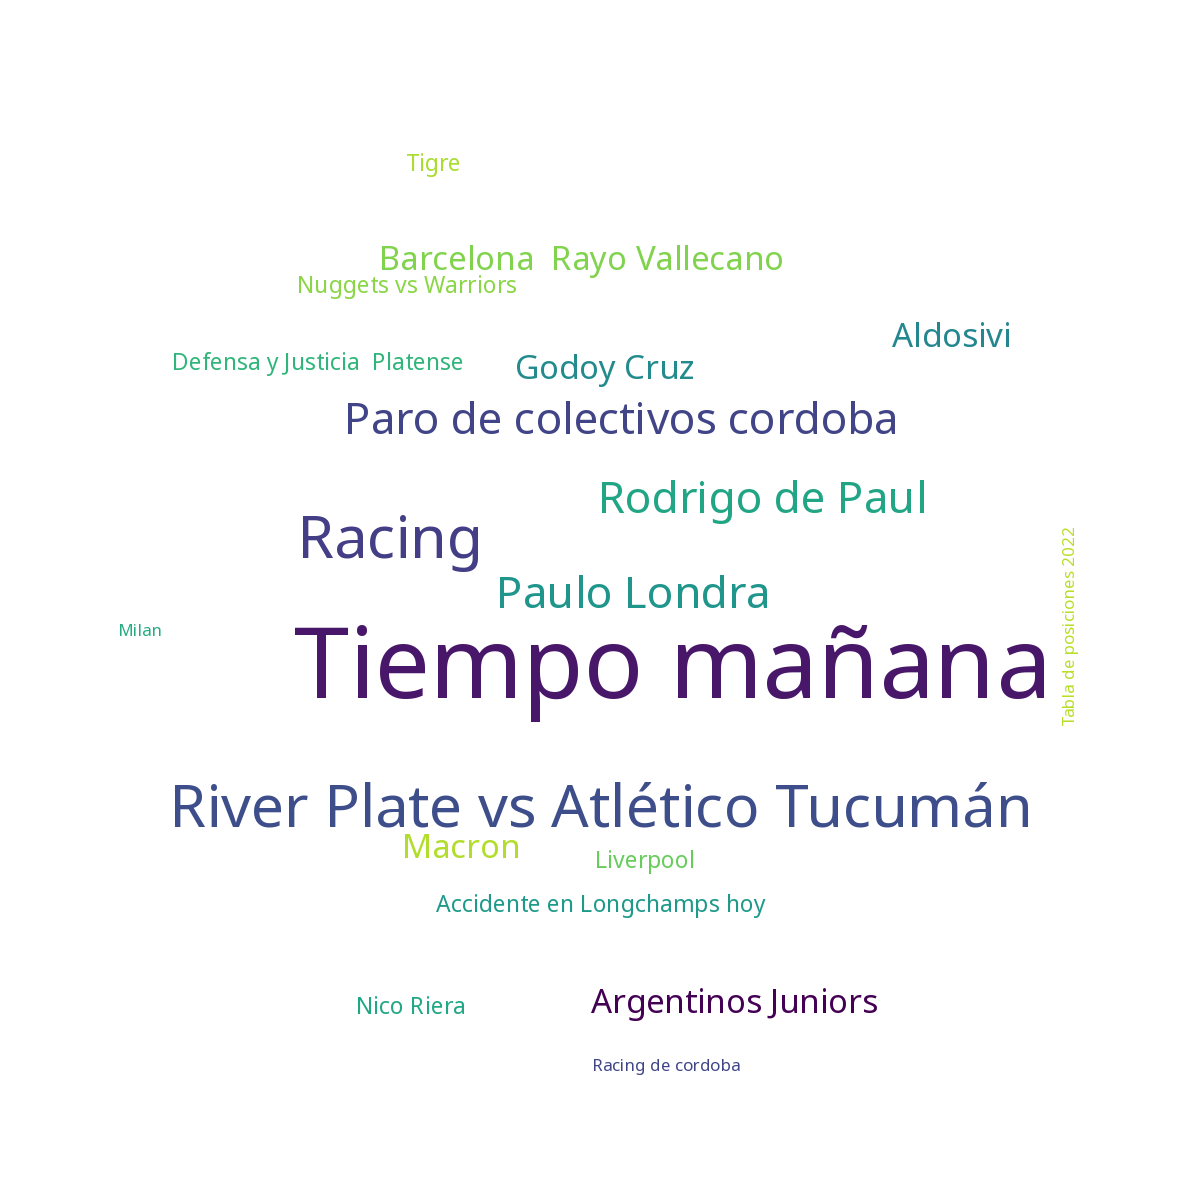 Tigre
Barcelona  Rayo Vallecano
Nuggets vs Warriors
Aldosivi
Defensa y Justicia  Platense
Godoy Cruz
Paro de colectivos cordoba
Rodrigo de Paul
Racing
Paulo Londra
Milan
Tiempo mañana
Tabla de posiciones 2022
River Plate vs Atlético Tucumán
Macron
Liverpool
Accidente en Longchamps hoy
Nico Riera
Argentinos Juniors
Racing de cordoba